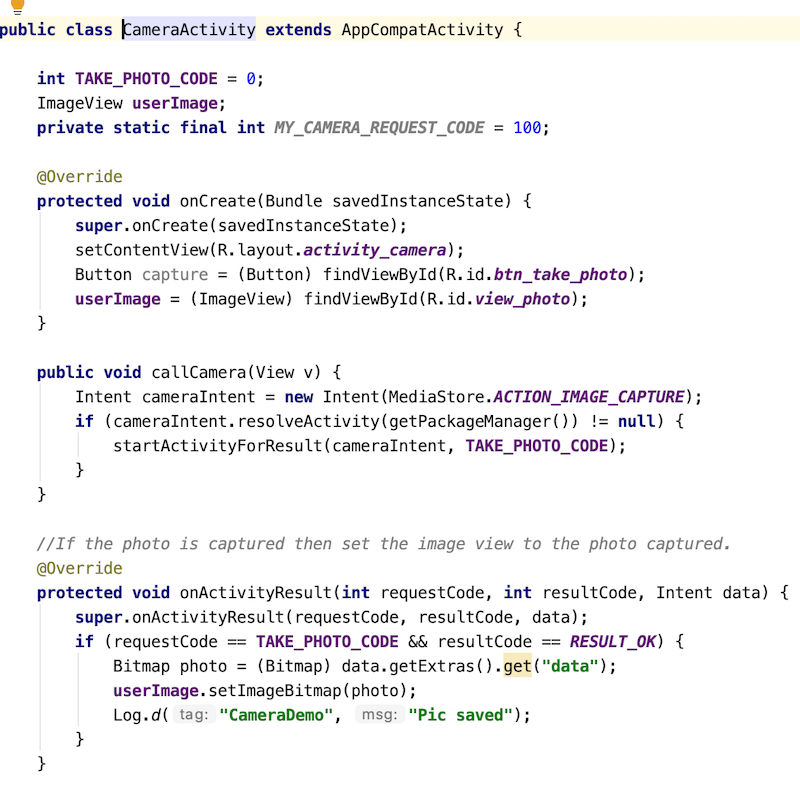 public class CameraActivity extends AppCompatActivity {
int TAKE_PHOTO_CODE = 0;
ImageView userImage;
private static final int MY_CAMERA_REQUEST_CODE = 100;
@Override
protected void onCreate(Bundle savedInstanceState) {
super.onCreate(savedInstanceState);
setContentView(R.layout.activity_camera);
Button capture = (Button) findViewById(R.id.btn_take_photo);
userImage = (ImageView) findViewById(R.id.view_photo);
}
public void callCamera(View v) {
Intent cameraIntent = new Intent(MediaStore.ACTION_IMAGE_CAPTURE);
if (cameraIntent.resolveActivity(getPackageManager()) != null) {
startActivityForResult(cameraIntent, TAKE_PHOTO_CODE);
}
}
//If the photo is captured then set the image view to the photo captured.
@Override
protected void onActivityResult(int requestCode, int resultCode, Intent data) {
super.onActivityResult(requestCode, resultCode, data);
if (requestCode == TAKE_PHOTO_CODE && resultCode == RESULT_OK) {
Bitmap photo = (Bitmap) data.getExtras().get("data");
userImage.setImageBitmap(photo);
Log.d( tag: "CameraDemo", msg: "Pic saved");
}
}